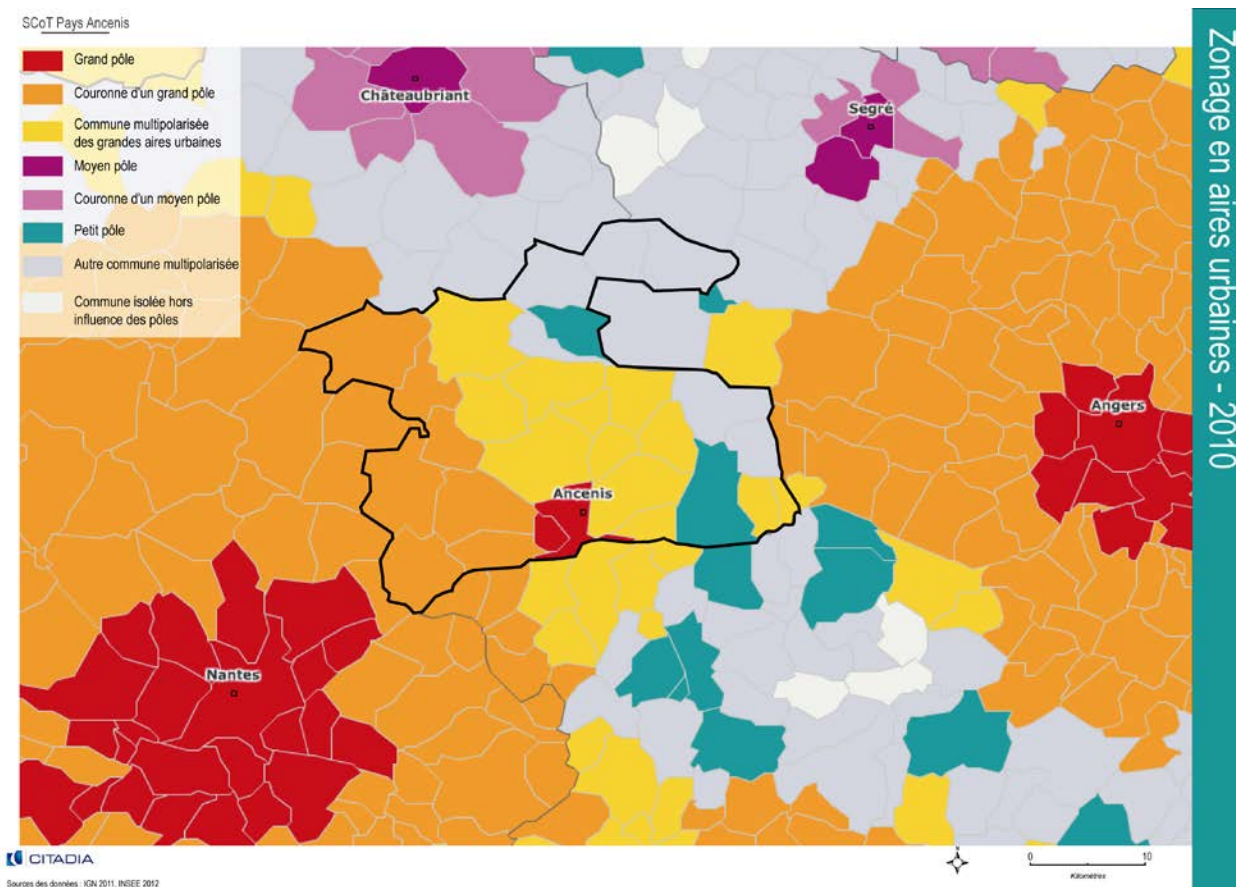 SCoT Pays Ancenis
Grand pôle
Couronne d'un grand pôle
Commune multipolarisée
des grandes aires urbaines
Moyen pôle
Couronne d'un moyen pôle
Petit pôle
Autre commune multipolarisée
Commune isolée hors
influence des pôles
Châteaubriant
Segré
Angers
Ancenis
Nantes
Zonage en aires urbaines - 2010
CITADIA
N
0 10
Kilomètres
Sources des données : IGN 2011, INSEE 2012